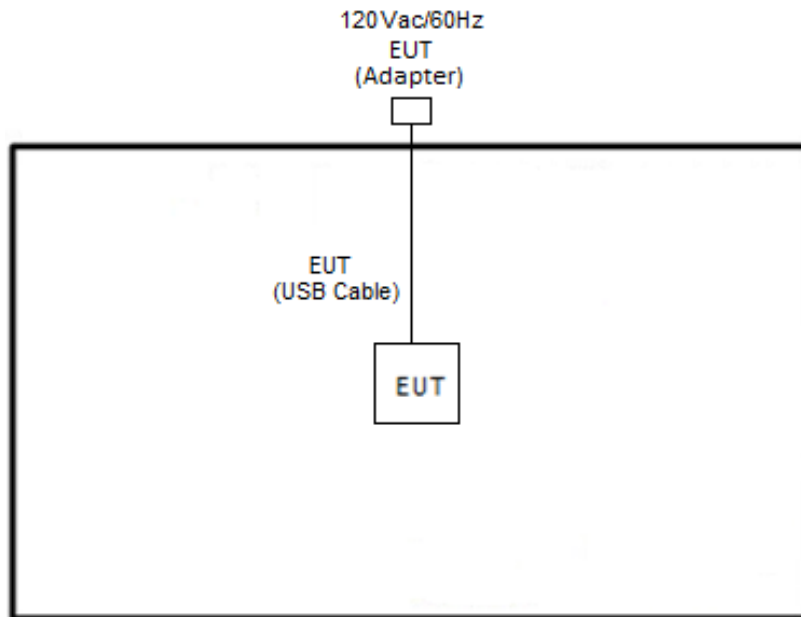 120Vac/60Hz
EUT
(Adapter)
EUT
(USB Cable)
EUT